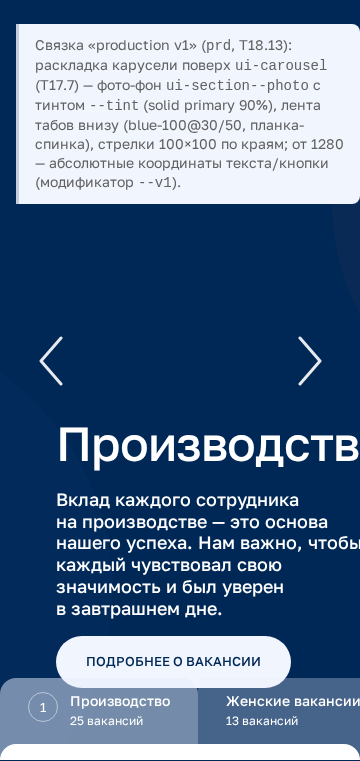 Связка «production v1» (prd, T18.13):
раскладка карусели поверх ui-carousel
(T17.7) — фото-фон ui-section--photo с
тинтом --tint (solid primary 90%), лента
табов внизу (blue-100@30/50, планка-
спинка), стрелки 100×100 по краям; от 1280
— абсолютные координаты текста/кнопки
(модификатор --v1).
Производств
Вклад каждого сотрудника
на производстве — это основа
нашего успеха. Нам важно, чтобы
каждый чувствовал свою
значимость и был уверен
в завтрашнем дне.
ПОДРОБНЕЕ О ВАКАНСИИ
1 Производство Женские вакансии
25 вакансий 13 вакансий